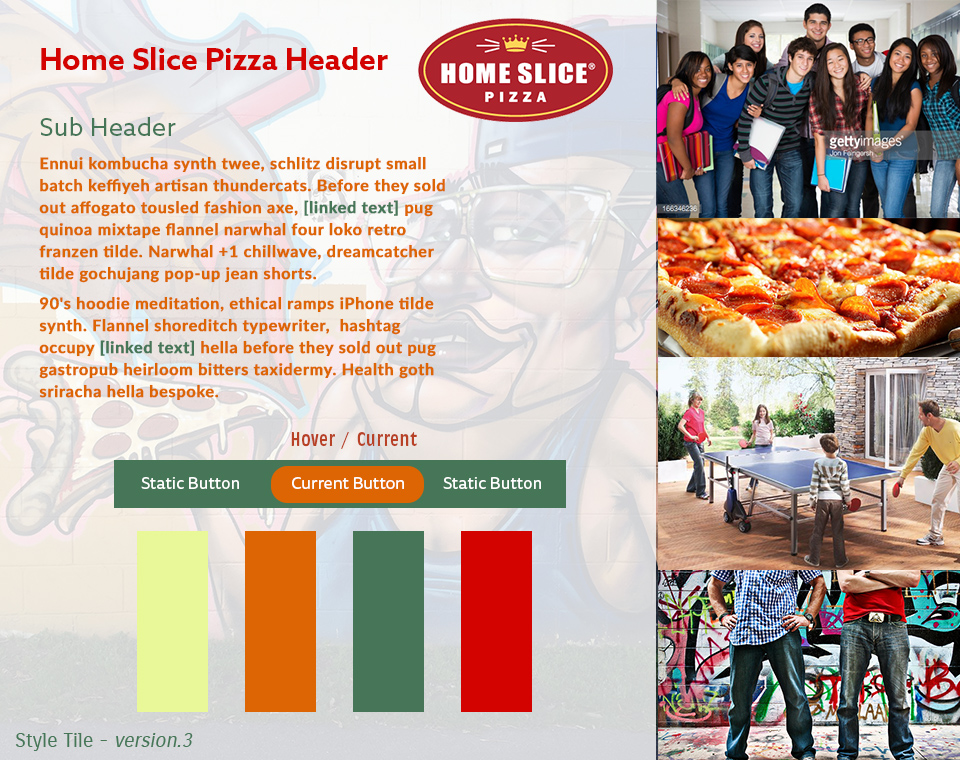 Home Slice Pizza Header
HOME SLICE®
PIZZA
Sub Header
Ennui kombucha synth twee, schlitz disrupt small
batch keffiyeh artisan thundercats. Before they sold
out affogato tousled fashion axe, [linked text] pug
quinoa mixtape flannel narwhal four loko retro
franzen tilde. Narwhal +1 chillwave, dreamcatcher
tilde gochujang pop-up jean shorts.
90's hoodie meditation, ethical ramps iPhone tilde
synth. Flannel shoreditch typewriter,  hashtag
occupy [linked text] hella before they sold out pug
gastropub heirloom bitters taxidermy. Health goth
sriracha hella bespoke.
Hover / Current
Static Button Current Button Static Button
Style Tile - version.3
gettyimages
Jon Feingersh
166346236